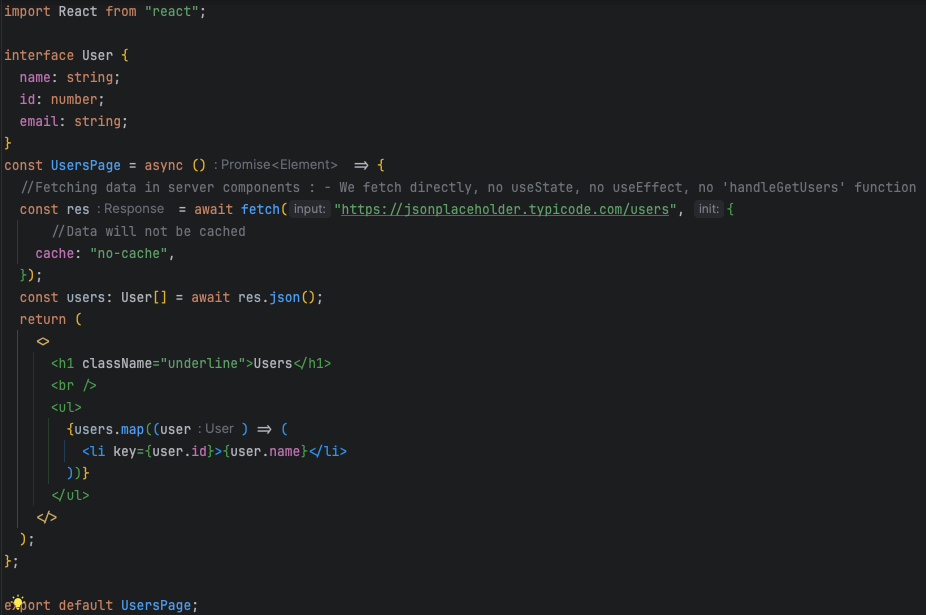 import React from "react";
interface User {
name: string;
id: number;
email: string;
}
const UsersPage = async () : Promise<Element> => {
//Fetching data in server components : - We fetch directly, no useState, no useEffect, no 'handleGetUsers' function
const res : Response = await fetch( input: "https://jsonplaceholder.typicode.com/users", init: {
//Data will not be cached
cache: "no-cache",
});
const users: User[] = await res.json();
return (
<>
<h1 className="underline">Users</h1>
<br />
<ul>
{users.map((user : User ) => (
<li key={user.id}>{user.name}</li>
))}
</ul>
</>
);
};
export default UsersPage;